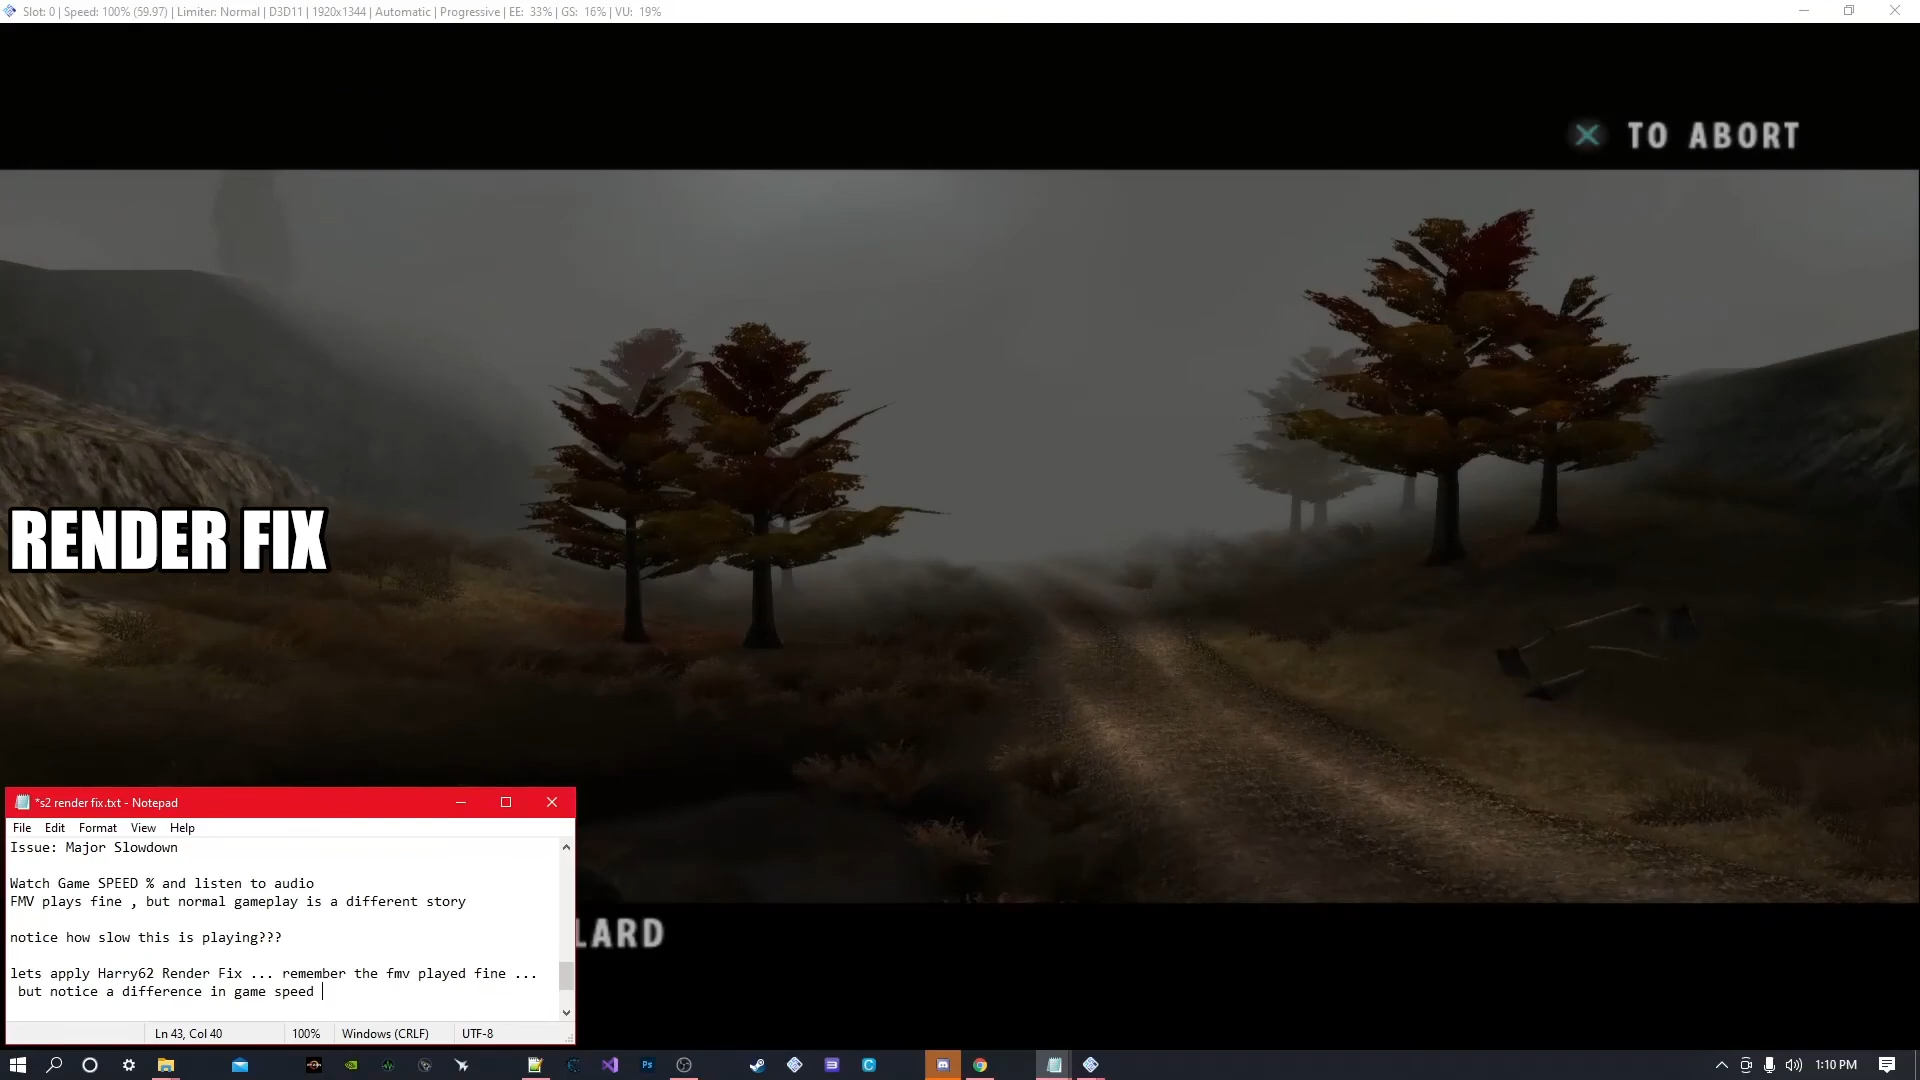 Slot: 0 | Speed: 100% (59.97) | Limiter: Normal | D3D11 | 1920x1344 | Automatic | Progressive | EE: 33% | GS: 16% | VU: 19%
TO ABORT
RENDER FIX
*s2 render fix.txt - Notepad
File Edit Format View Help
Issue: Major Slowdown
Watch Game SPEED % and listen to audio
FMV plays fine , but normal gameplay is a different story
notice how slow this is playing???
lets apply Harry62 Render Fix ... remember the fmv played fine ...
but notice a difference in game speed
LARD
Ln 43, Col 40 100% Windows (CRLF) UTF-8
1:10 PM